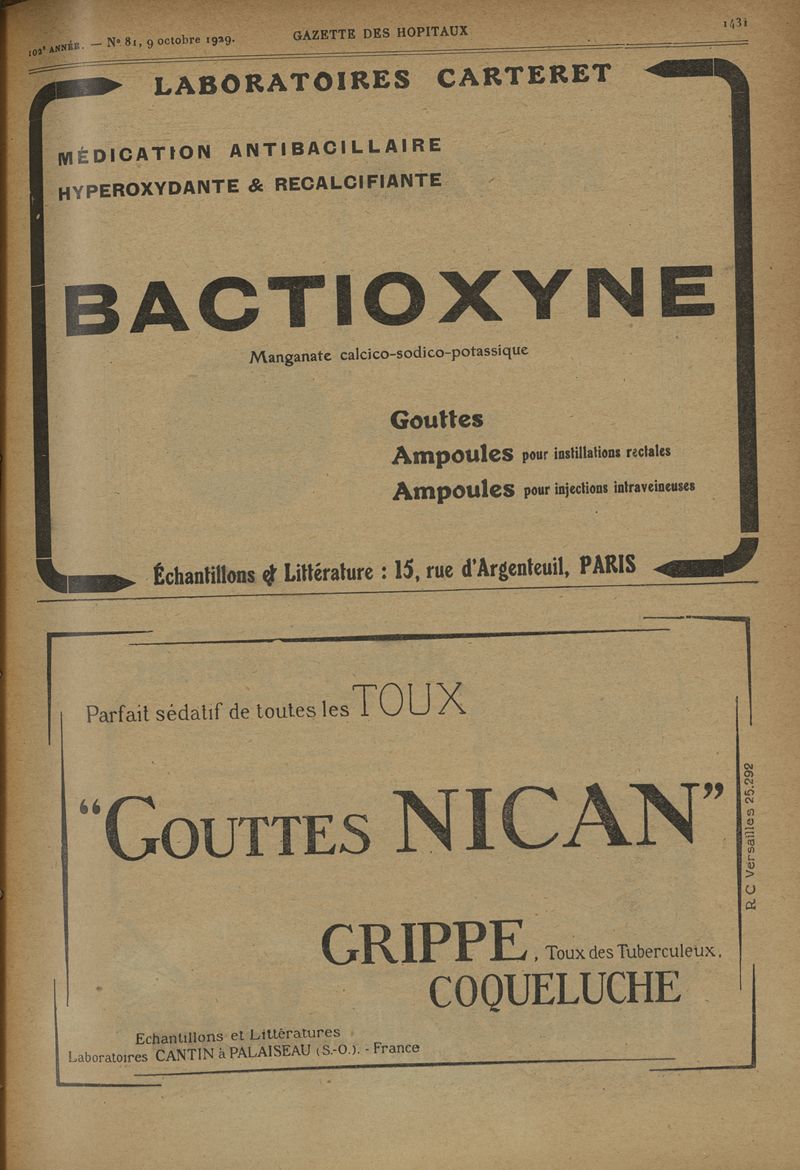 102ᵉ ANNÉE. — Nº 81, 9 octobre 1929.
GAZETTE DES HOPITAUX
1431
LABORATOIRES CARTERET
MÉDICATION ANTIBACILLAIRE
HYPEROXYDANTE & RECALCIFIANTE
BACTIOXYNE
Manganate calcico-sodico-potassique
Gouttes
Ampoules pour instillations rectales
Ampoules pour injections intraveineuses
Échantillons & Littérature : 15, rue d'Argenteuil, PARIS
Parfait sédatif de toutes les TOUX
“GOUTTES NICAN”
R.C Versailles 25.292
GRIPPE, Toux des Tuberculeux,
COQUELUCHE
Echantillons et Littératures
Laboratoires CANTIN à PALAISEAU (S.-O.). - France